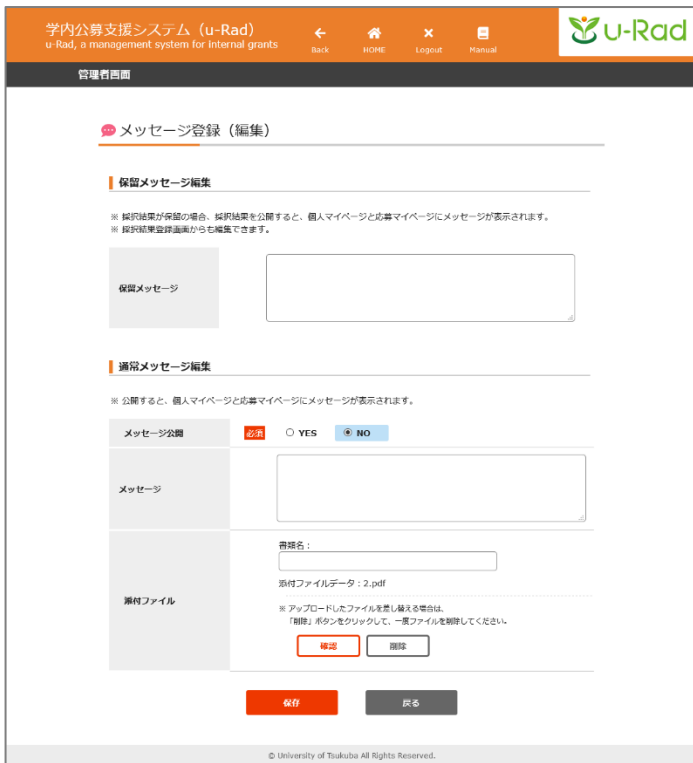 学内公募支援システム（u-Rad）
u-Rad, a management system for internal grants
Back
HOME
Logout
Manual
u-Rad
管理者画面
メッセージ登録（編集）
保留メッセージ編集
※ 採択結果が保留の場合、採択結果を公開すると、個人マイページと応募マイページにメッセージが表示されます。
※ 採択結果登録画面からも編集できます。
保留メッセージ
通常メッセージ編集
※ 公開すると、個人マイページと応募マイページにメッセージが表示されます。
メッセージ公開
必須
YES
NO
メッセージ
添付ファイル
書類名：
添付ファイルデータ：2.pdf
※ アップロードしたファイルを差し替える場合は、
「削除」ボタンをクリックして、一度ファイルを削除してください。
確認
削除
保存
戻る
© University of Tsukuba All Rights Reserved.